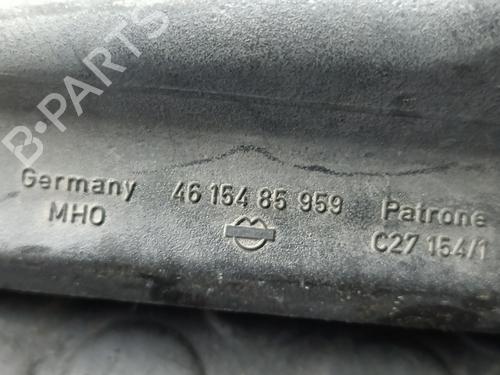 B-PARTS
Germany 46 154 85 959 Patrone
MHO C27 154/1